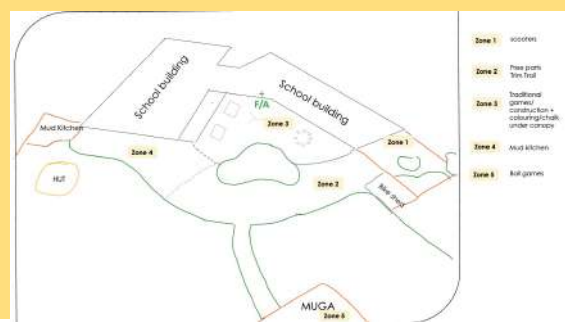 School building
School building
F/A
Zone 3
Mud Kitchen
Zone 4
Zone 1
HUT
Zone 2
Bike shed
MUGA
Zone 5
Zone 1 scooters
Zone 2 Free parts
Trim Trail
Zone 3 Traditional
games/
construction +
colouring/chalk
under canopy
Zone 4 Mud kitchen
Zone 5 Ball games